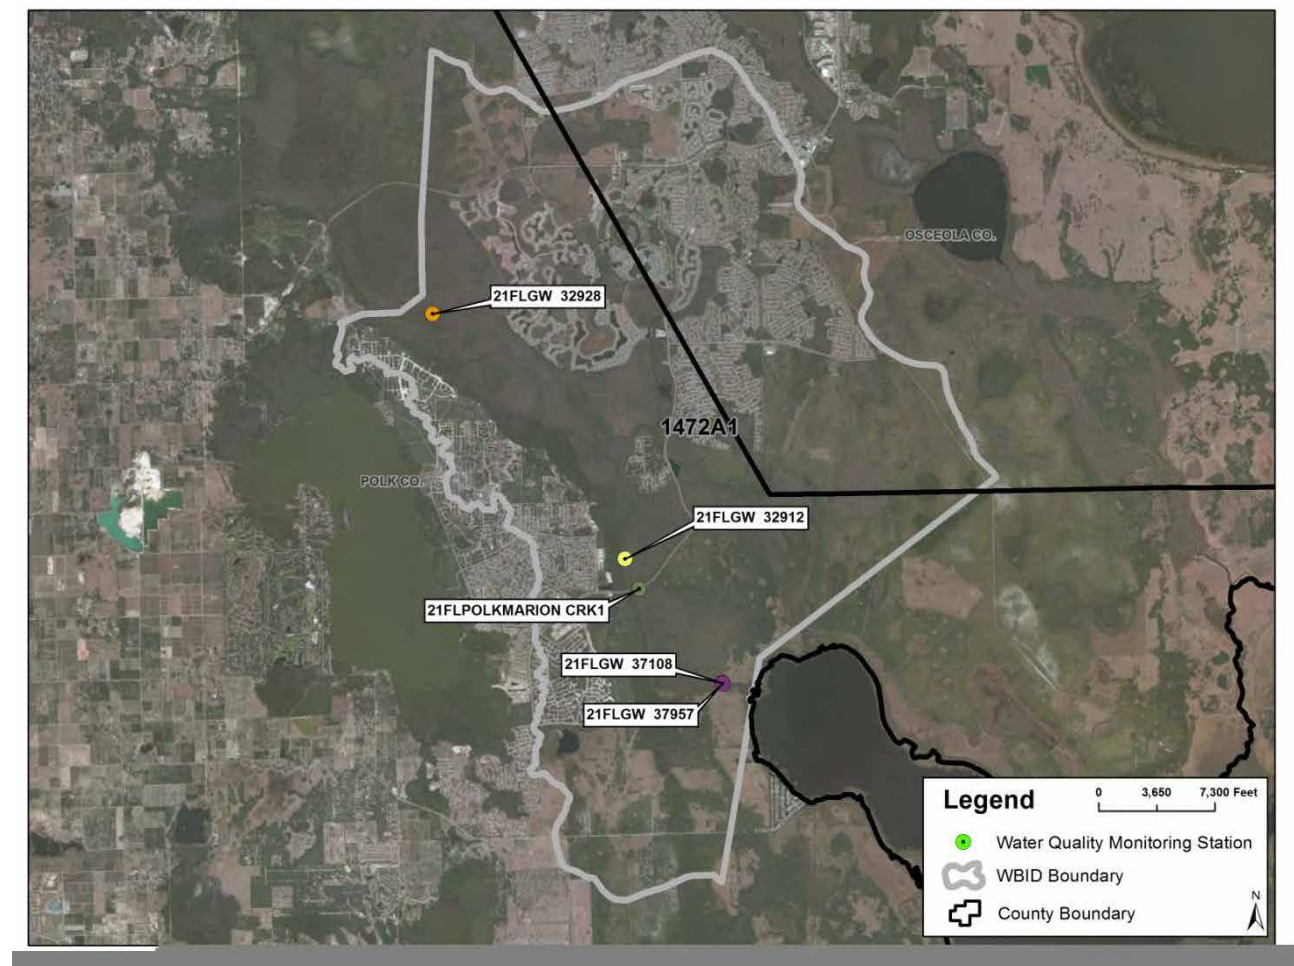 OSCEOLA CO.
21FLGW 32928
1472A1
POLK CO.
21FLGW 32912
21FLPOLKMARION CRK1
21FLGW 37108
21FLGW 37957
Legend
0 3,650 7,300 Feet
Water Quality Monitoring Station
WBID Boundary
County Boundary
N